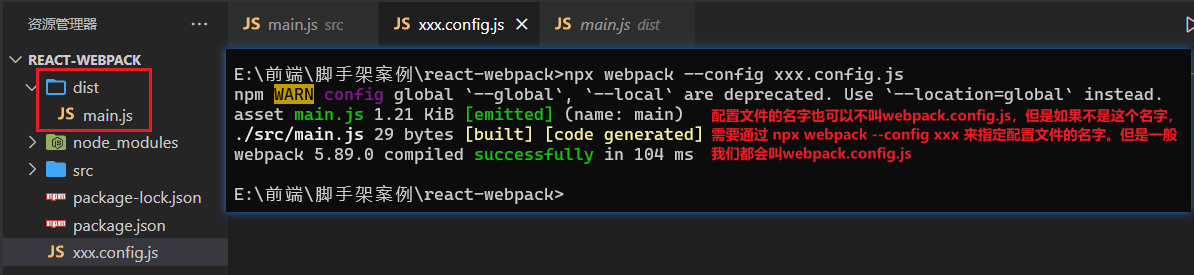 资源管理器 ···
JS main.js src
JS xxx.config.js ×
JS main.js dist
REACT-WEBPACK
dist
JS main.js
node_modules
src
npm package-lock.json
npm package.json
JS xxx.config.js
E:\前端\脚手架案例\react-webpack>npx webpack --config xxx.config.js
npm WARN config global `--global`, `--local` are deprecated. Use `--location=global` instead.
asset main.js 1.21 KiB [emitted] (name: main)
./src/main.js 29 bytes [built] [code generated]
webpack 5.89.0 compiled successfully in 104 ms
E:\前端\脚手架案例\react-webpack>
配置文件的名字也可以不叫webpack.config.js，但是如果不是这个名字，
需要通过 npx webpack --config xxx 来指定配置文件的名字。但是一般
我们都会叫webpack.config.js